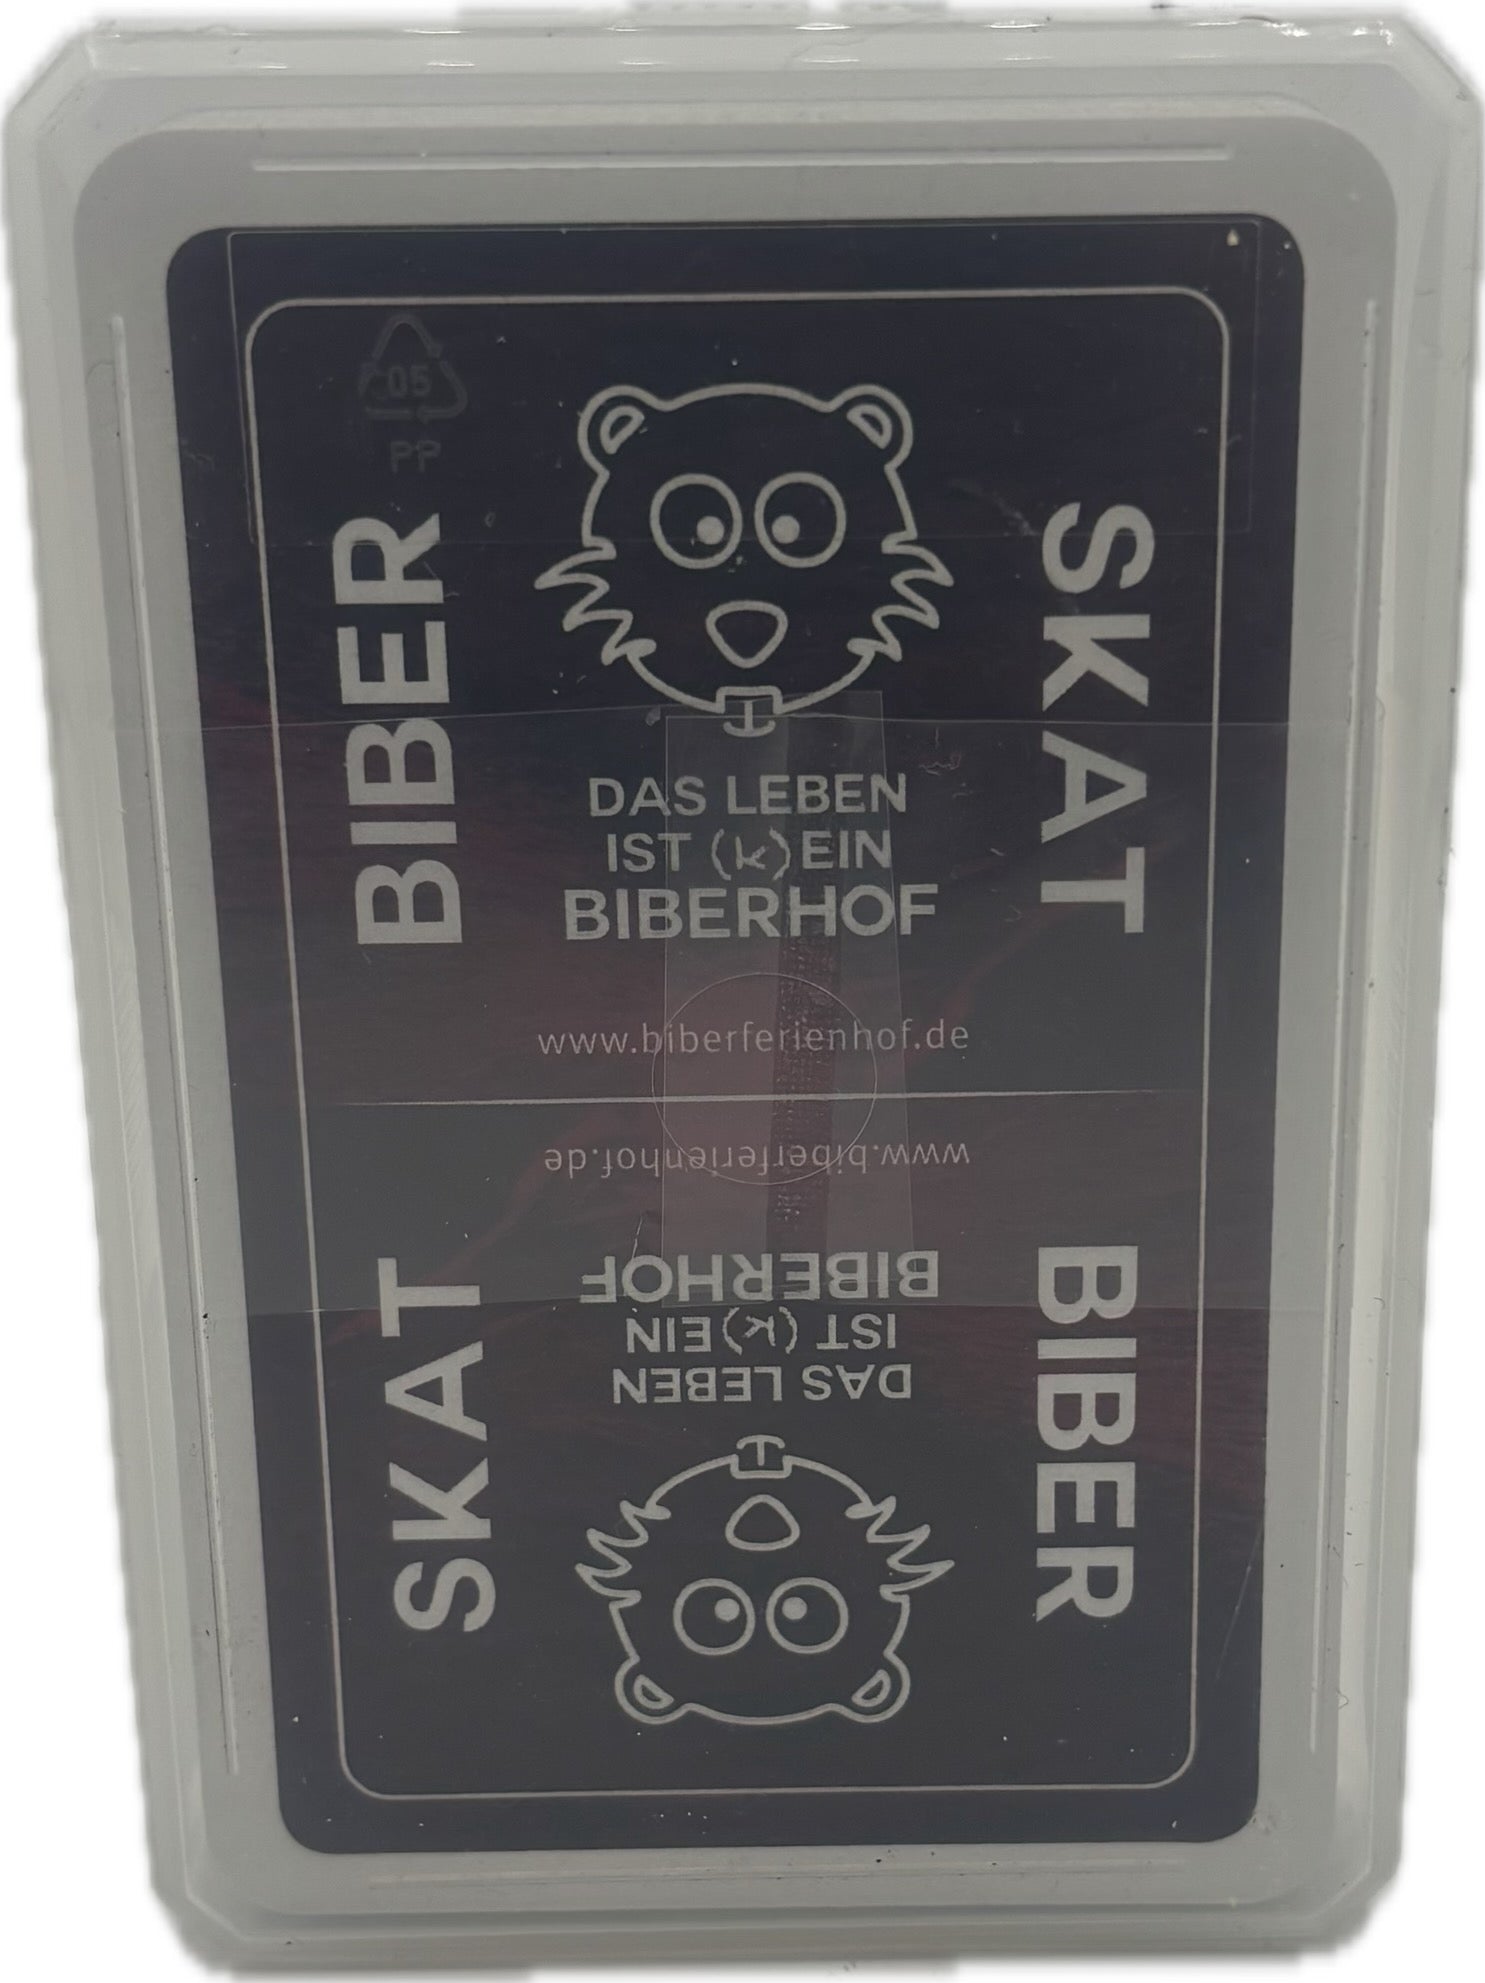 05
PP
BIBER
SKAT
DAS LEBEN
IST (k)EIN
BIBERHOF
www.biberferienhof.de
www.biberferienhof.de
BIBERHOF
IST (k)EIN
DAS LEBEN
SKAT
BIBER